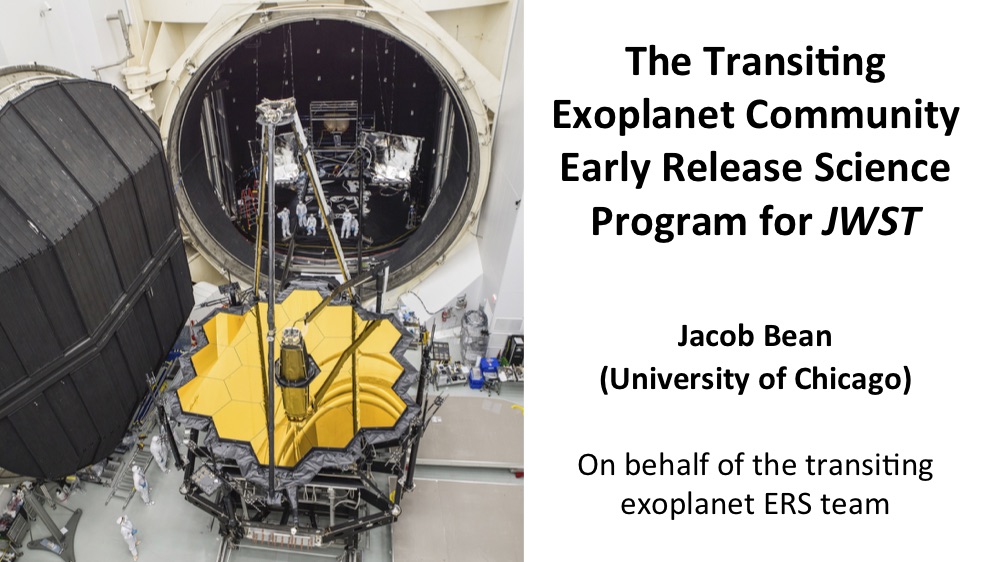 The Transiting
Exoplanet Community
Early Release Science
Program for JWST
Jacob Bean
(University of Chicago)
On behalf of the transiting
exoplanet ERS team